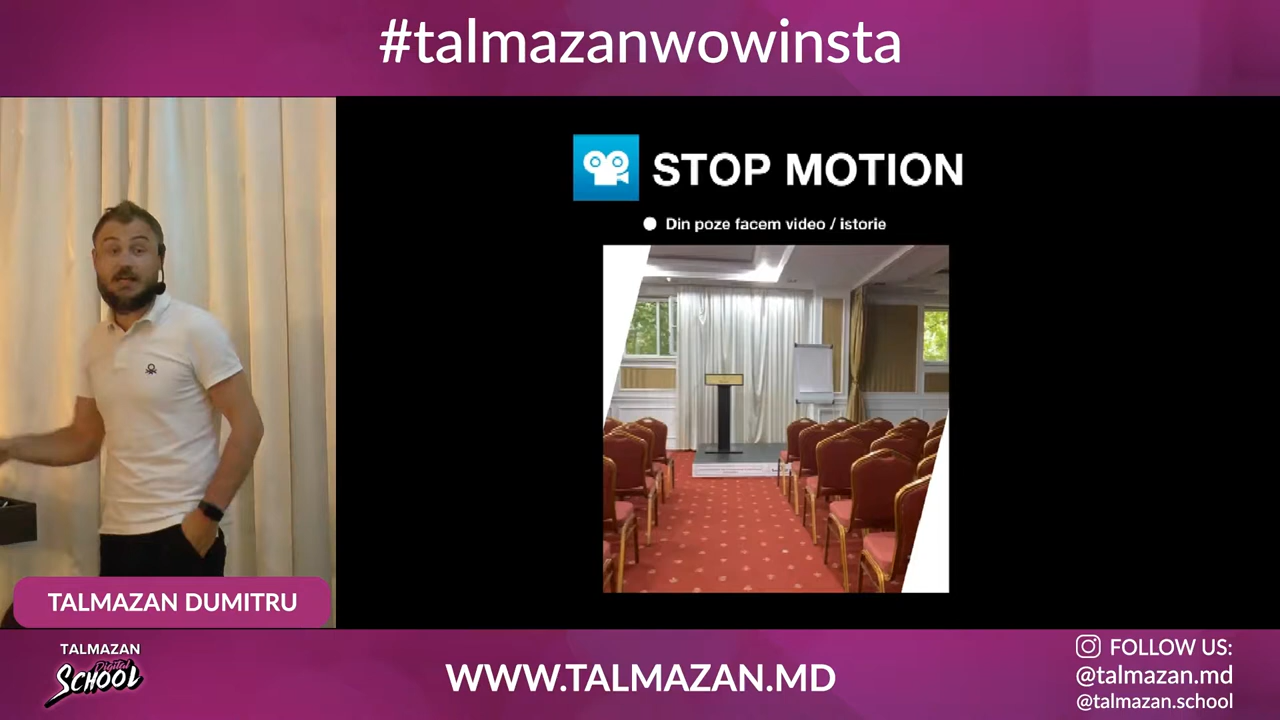 #talmazanwowinsta
STOP MOTION
Din poze facem video / istorie
TALMAZAN DUMITRU
TALMAZAN
Digital
SCHOOL
WWW.TALMAZAN.MD
FOLLOW US:
@talmazan.md
@talmazan.school